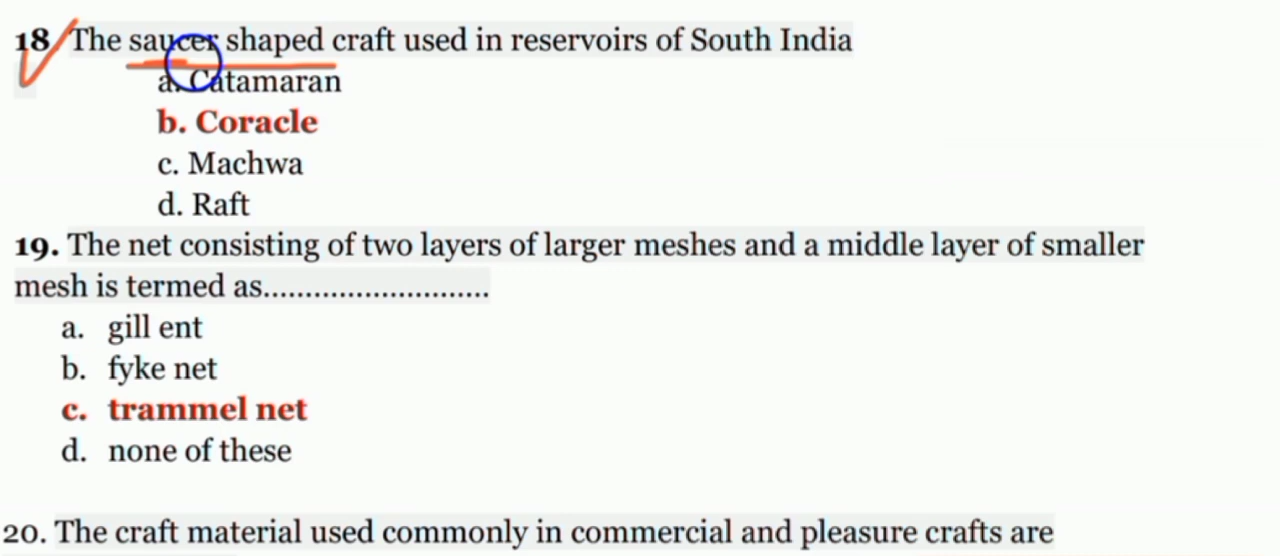 18. The saucer shaped craft used in reservoirs of South India
a. Catamaran
b. Coracle
c. Machwa
d. Raft
19. The net consisting of two layers of larger meshes and a middle layer of smaller
mesh is termed as...........................
a. gill ent
b. fyke net
c. trammel net
d. none of these
20. The craft material used commonly in commercial and pleasure crafts are